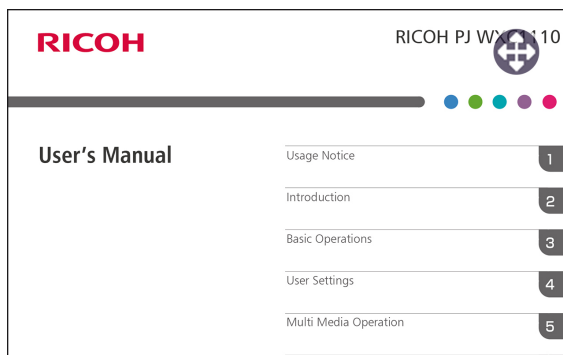 RICOH
RICOH PJ
User's Manual
Usage Notice
1
Introduction
2
Basic Operations
3
User Settings
4
Multi Media Operation
5